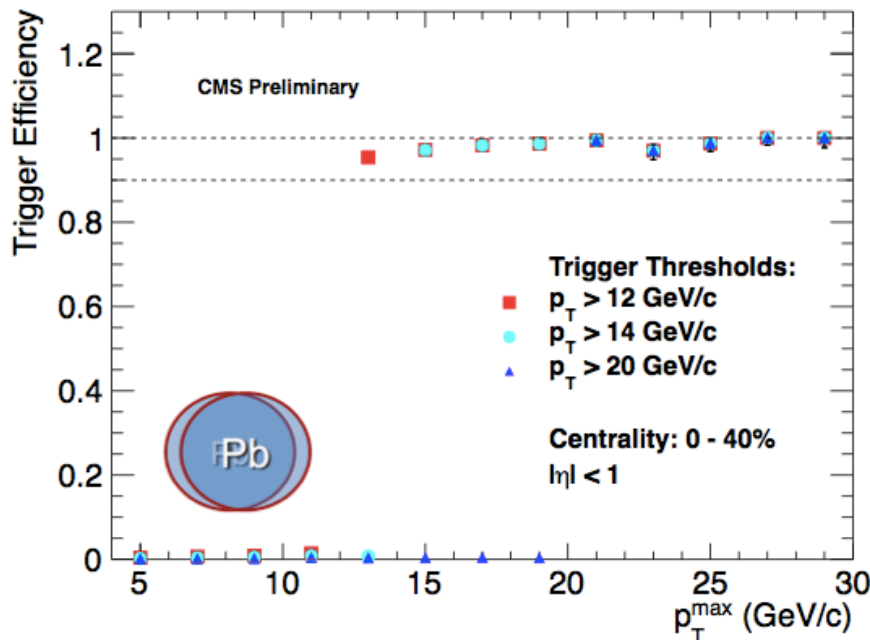 Trigger Efficiency
1.2
1
0.8
0.6
0.4
0.2
0
CMS Preliminary
Trigger Thresholds:
p_T > 12 GeV/c
p_T > 14 GeV/c
p_T > 20 GeV/c
Centrality: 0 - 40%
|η| < 1
Pb
5 10 15 20 25 30
p_T^max (GeV/c)